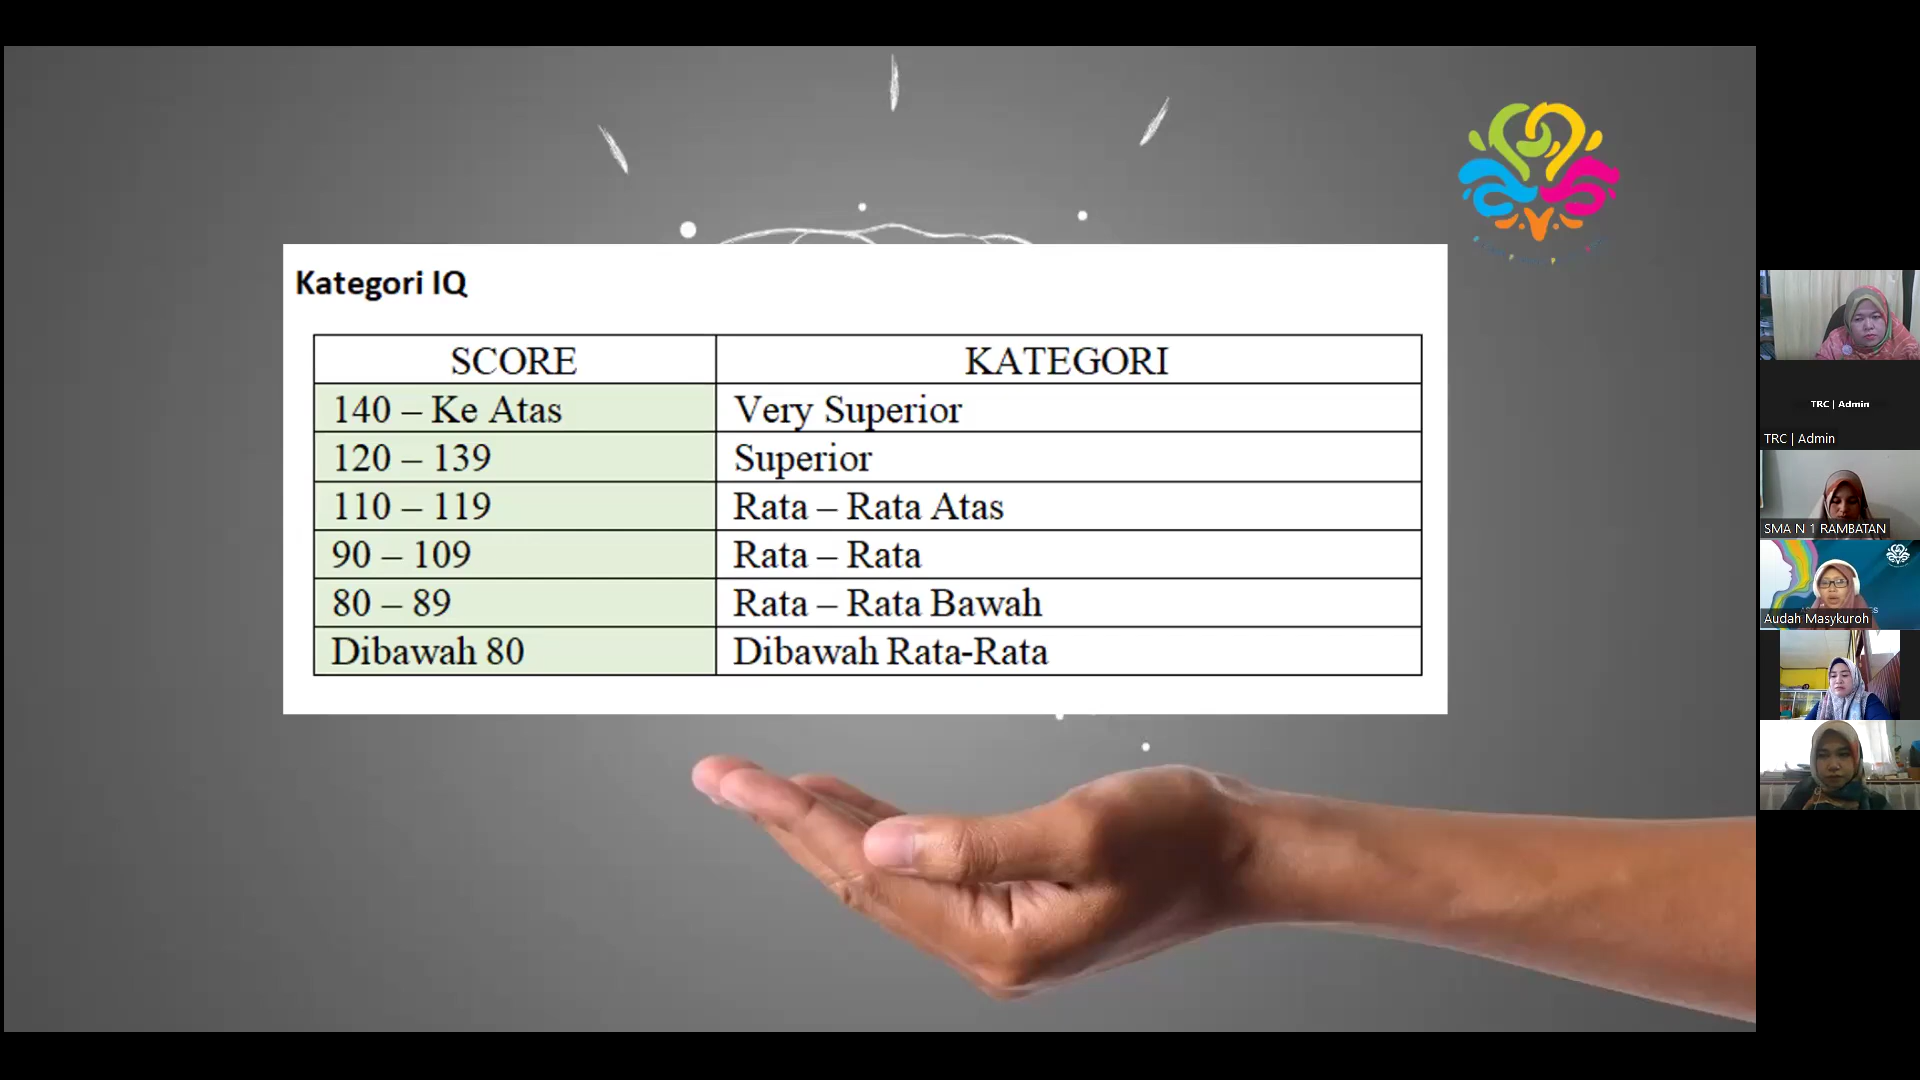 Kategori IQ
SCORE KATEGORI
140 – Ke Atas Very Superior
120 – 139 Superior
110 – 119 Rata – Rata Atas
90 – 109 Rata – Rata
80 – 89 Rata – Rata Bawah
Dibawah 80 Dibawah Rata-Rata
TRC | Admin
TRC | Admin
SMA N 1 RAMBATAN
Audah Masykuroh